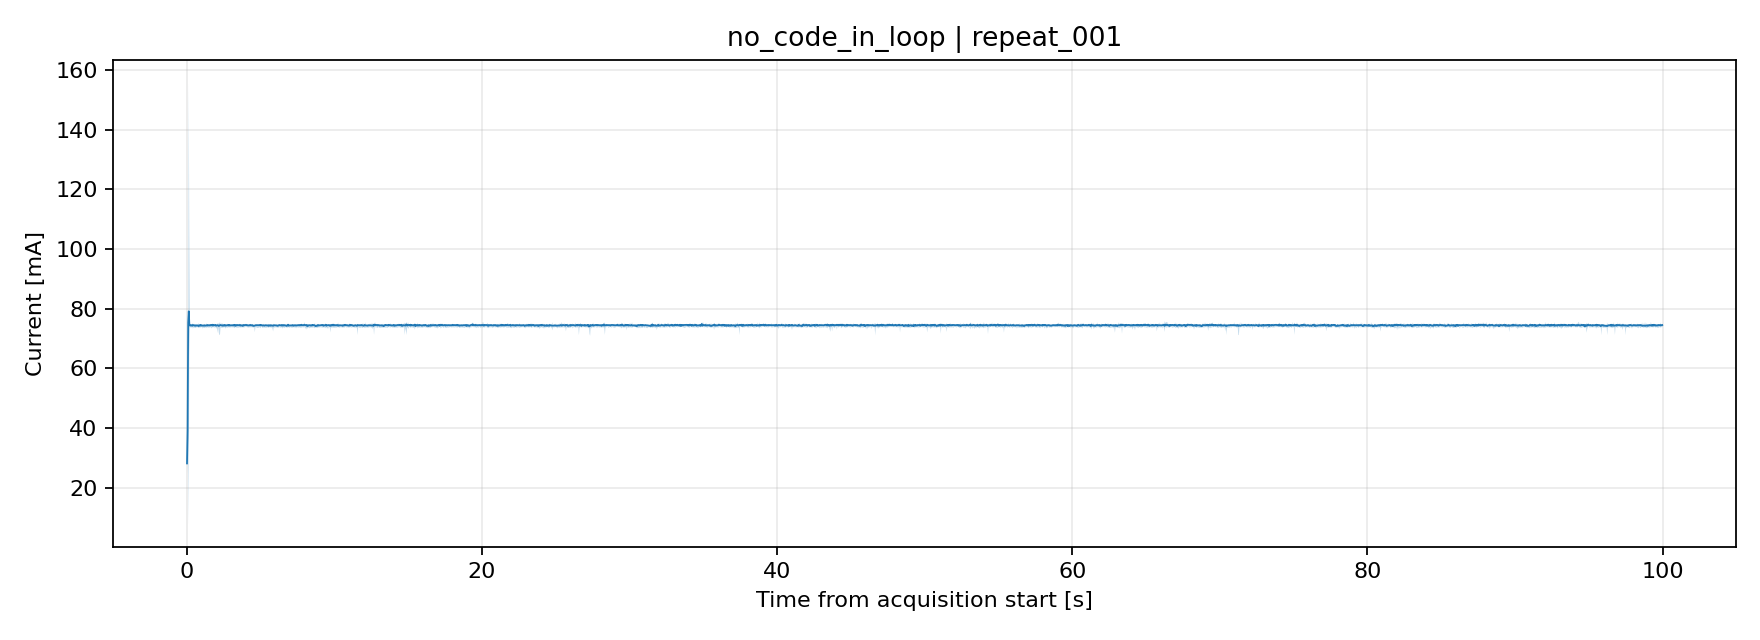 no_code_in_loop | repeat_001
Current [mA]
160
140
120
100
80
60
40
20
0 20 40 60 80 100
Time from acquisition start [s]